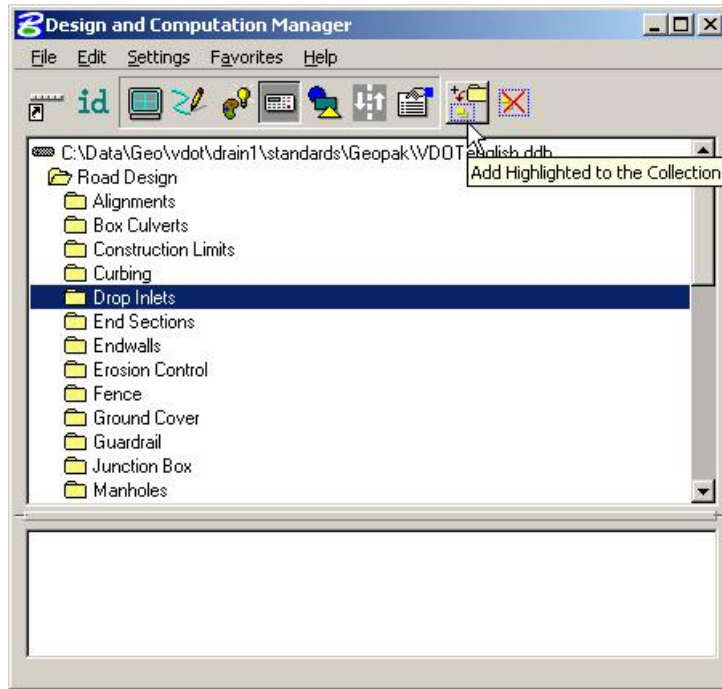 Design and Computation Manager
File Edit Settings Favorites Help
id
C:\Data\Geo\vdot\drain1\standards\Geopak\VDOTenglish.ddb
Add Highlighted to the Collection
Road Design
Alignments
Box Culverts
Construction Limits
Curbing
Drop Inlets
End Sections
Endwalls
Erosion Control
Fence
Ground Cover
Guardrail
Junction Box
Manholes